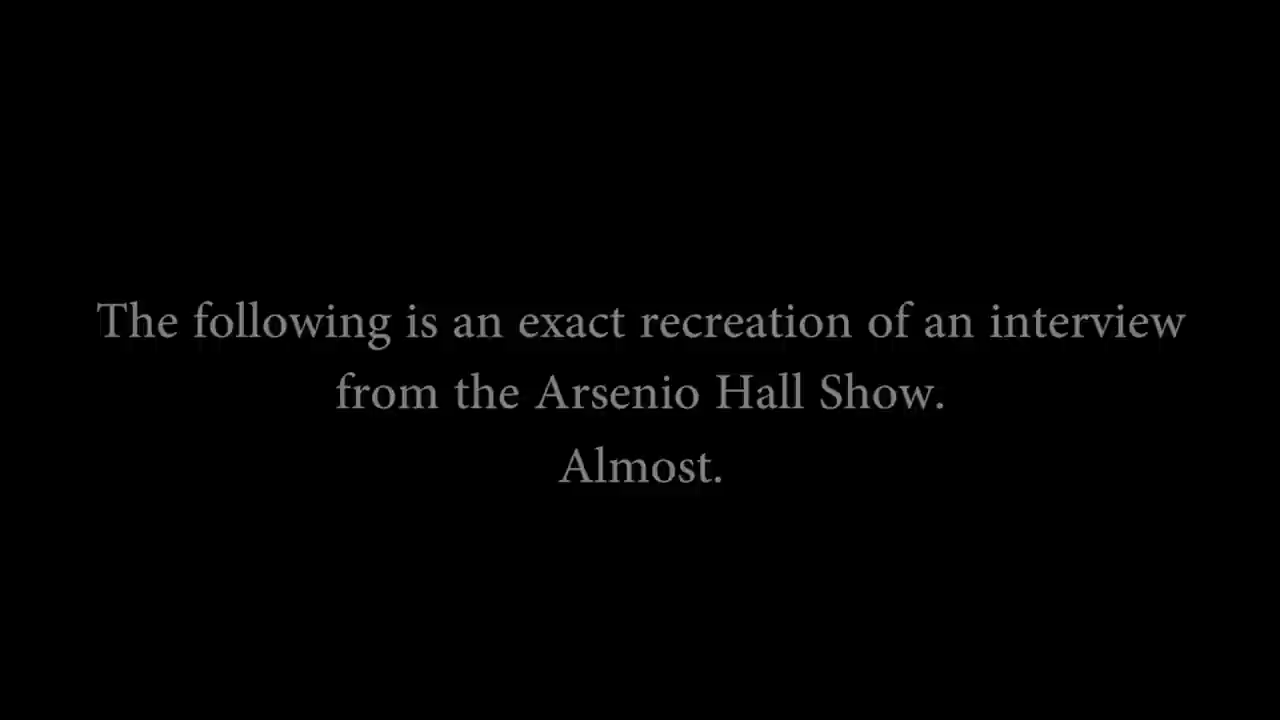 The following is an exact recreation of an interview
from the Arsenio Hall Show.
Almost.